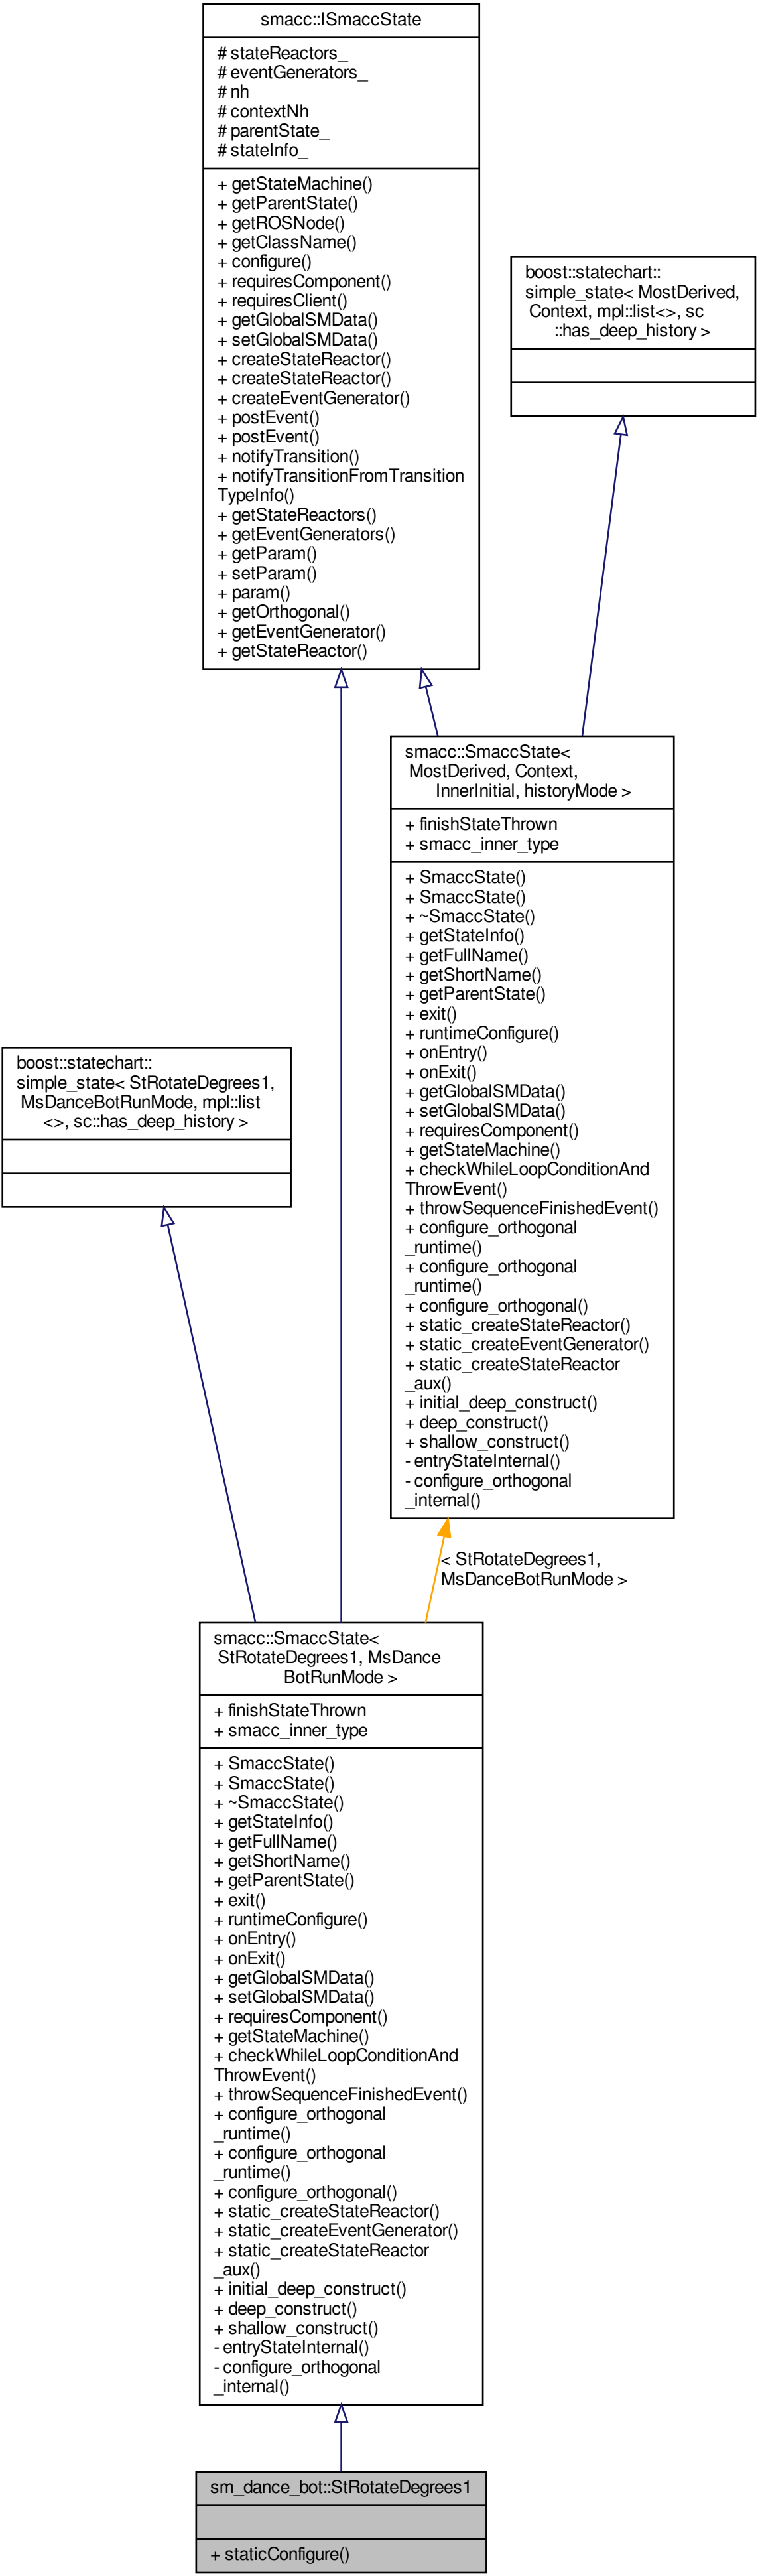 smacc::ISmaccState
# stateReactors_
# eventGenerators_
# nh
# contextNh
# parentState_
# stateInfo_
+ getStateMachine()
+ getParentState()
+ getROSNode()
+ getClassName()
+ configure()
+ requiresComponent()
+ requiresClient()
+ getGlobalSMData()
+ setGlobalSMData()
+ createStateReactor()
+ createStateReactor()
+ createEventGenerator()
+ postEvent()
+ postEvent()
+ notifyTransition()
+ notifyTransitionFromTransition
TypeInfo()
+ getStateReactors()
+ getEventGenerators()
+ getParam()
+ setParam()
+ param()
+ getOrthogonal()
+ getEventGenerator()
+ getStateReactor()
boost::statechart::
simple_state< MostDerived,
Context, mpl::list<>, sc
::has_deep_history >
smacc::SmaccState<
MostDerived, Context,
InnerInitial, historyMode >
+ finishStateThrown
+ smacc_inner_type
+ SmaccState()
+ SmaccState()
+ ~SmaccState()
+ getStateInfo()
+ getFullName()
+ getShortName()
+ getParentState()
+ exit()
+ runtimeConfigure()
+ onEntry()
+ onExit()
+ getGlobalSMData()
+ setGlobalSMData()
+ requiresComponent()
+ getStateMachine()
+ checkWhileLoopConditionAnd
ThrowEvent()
+ throwSequenceFinishedEvent()
+ configure_orthogonal
_runtime()
+ configure_orthogonal
_runtime()
+ configure_orthogonal()
+ static_createStateReactor()
+ static_createEventGenerator()
+ static_createStateReactor
_aux()
+ initial_deep_construct()
+ deep_construct()
+ shallow_construct()
- entryStateInternal()
- configure_orthogonal
_internal()
boost::statechart::
simple_state< StRotateDegrees1,
MsDanceBotRunMode, mpl::list
<>, sc::has_deep_history >
< StRotateDegrees1,
MsDanceBotRunMode >
smacc::SmaccState<
StRotateDegrees1, MsDance
BotRunMode >
+ finishStateThrown
+ smacc_inner_type
+ SmaccState()
+ SmaccState()
+ ~SmaccState()
+ getStateInfo()
+ getFullName()
+ getShortName()
+ getParentState()
+ exit()
+ runtimeConfigure()
+ onEntry()
+ onExit()
+ getGlobalSMData()
+ setGlobalSMData()
+ requiresComponent()
+ getStateMachine()
+ checkWhileLoopConditionAnd
ThrowEvent()
+ throwSequenceFinishedEvent()
+ configure_orthogonal
_runtime()
+ configure_orthogonal
_runtime()
+ configure_orthogonal()
+ static_createStateReactor()
+ static_createEventGenerator()
+ static_createStateReactor
_aux()
+ initial_deep_construct()
+ deep_construct()
+ shallow_construct()
- entryStateInternal()
- configure_orthogonal
_internal()
sm_dance_bot::StRotateDegrees1
+ staticConfigure()